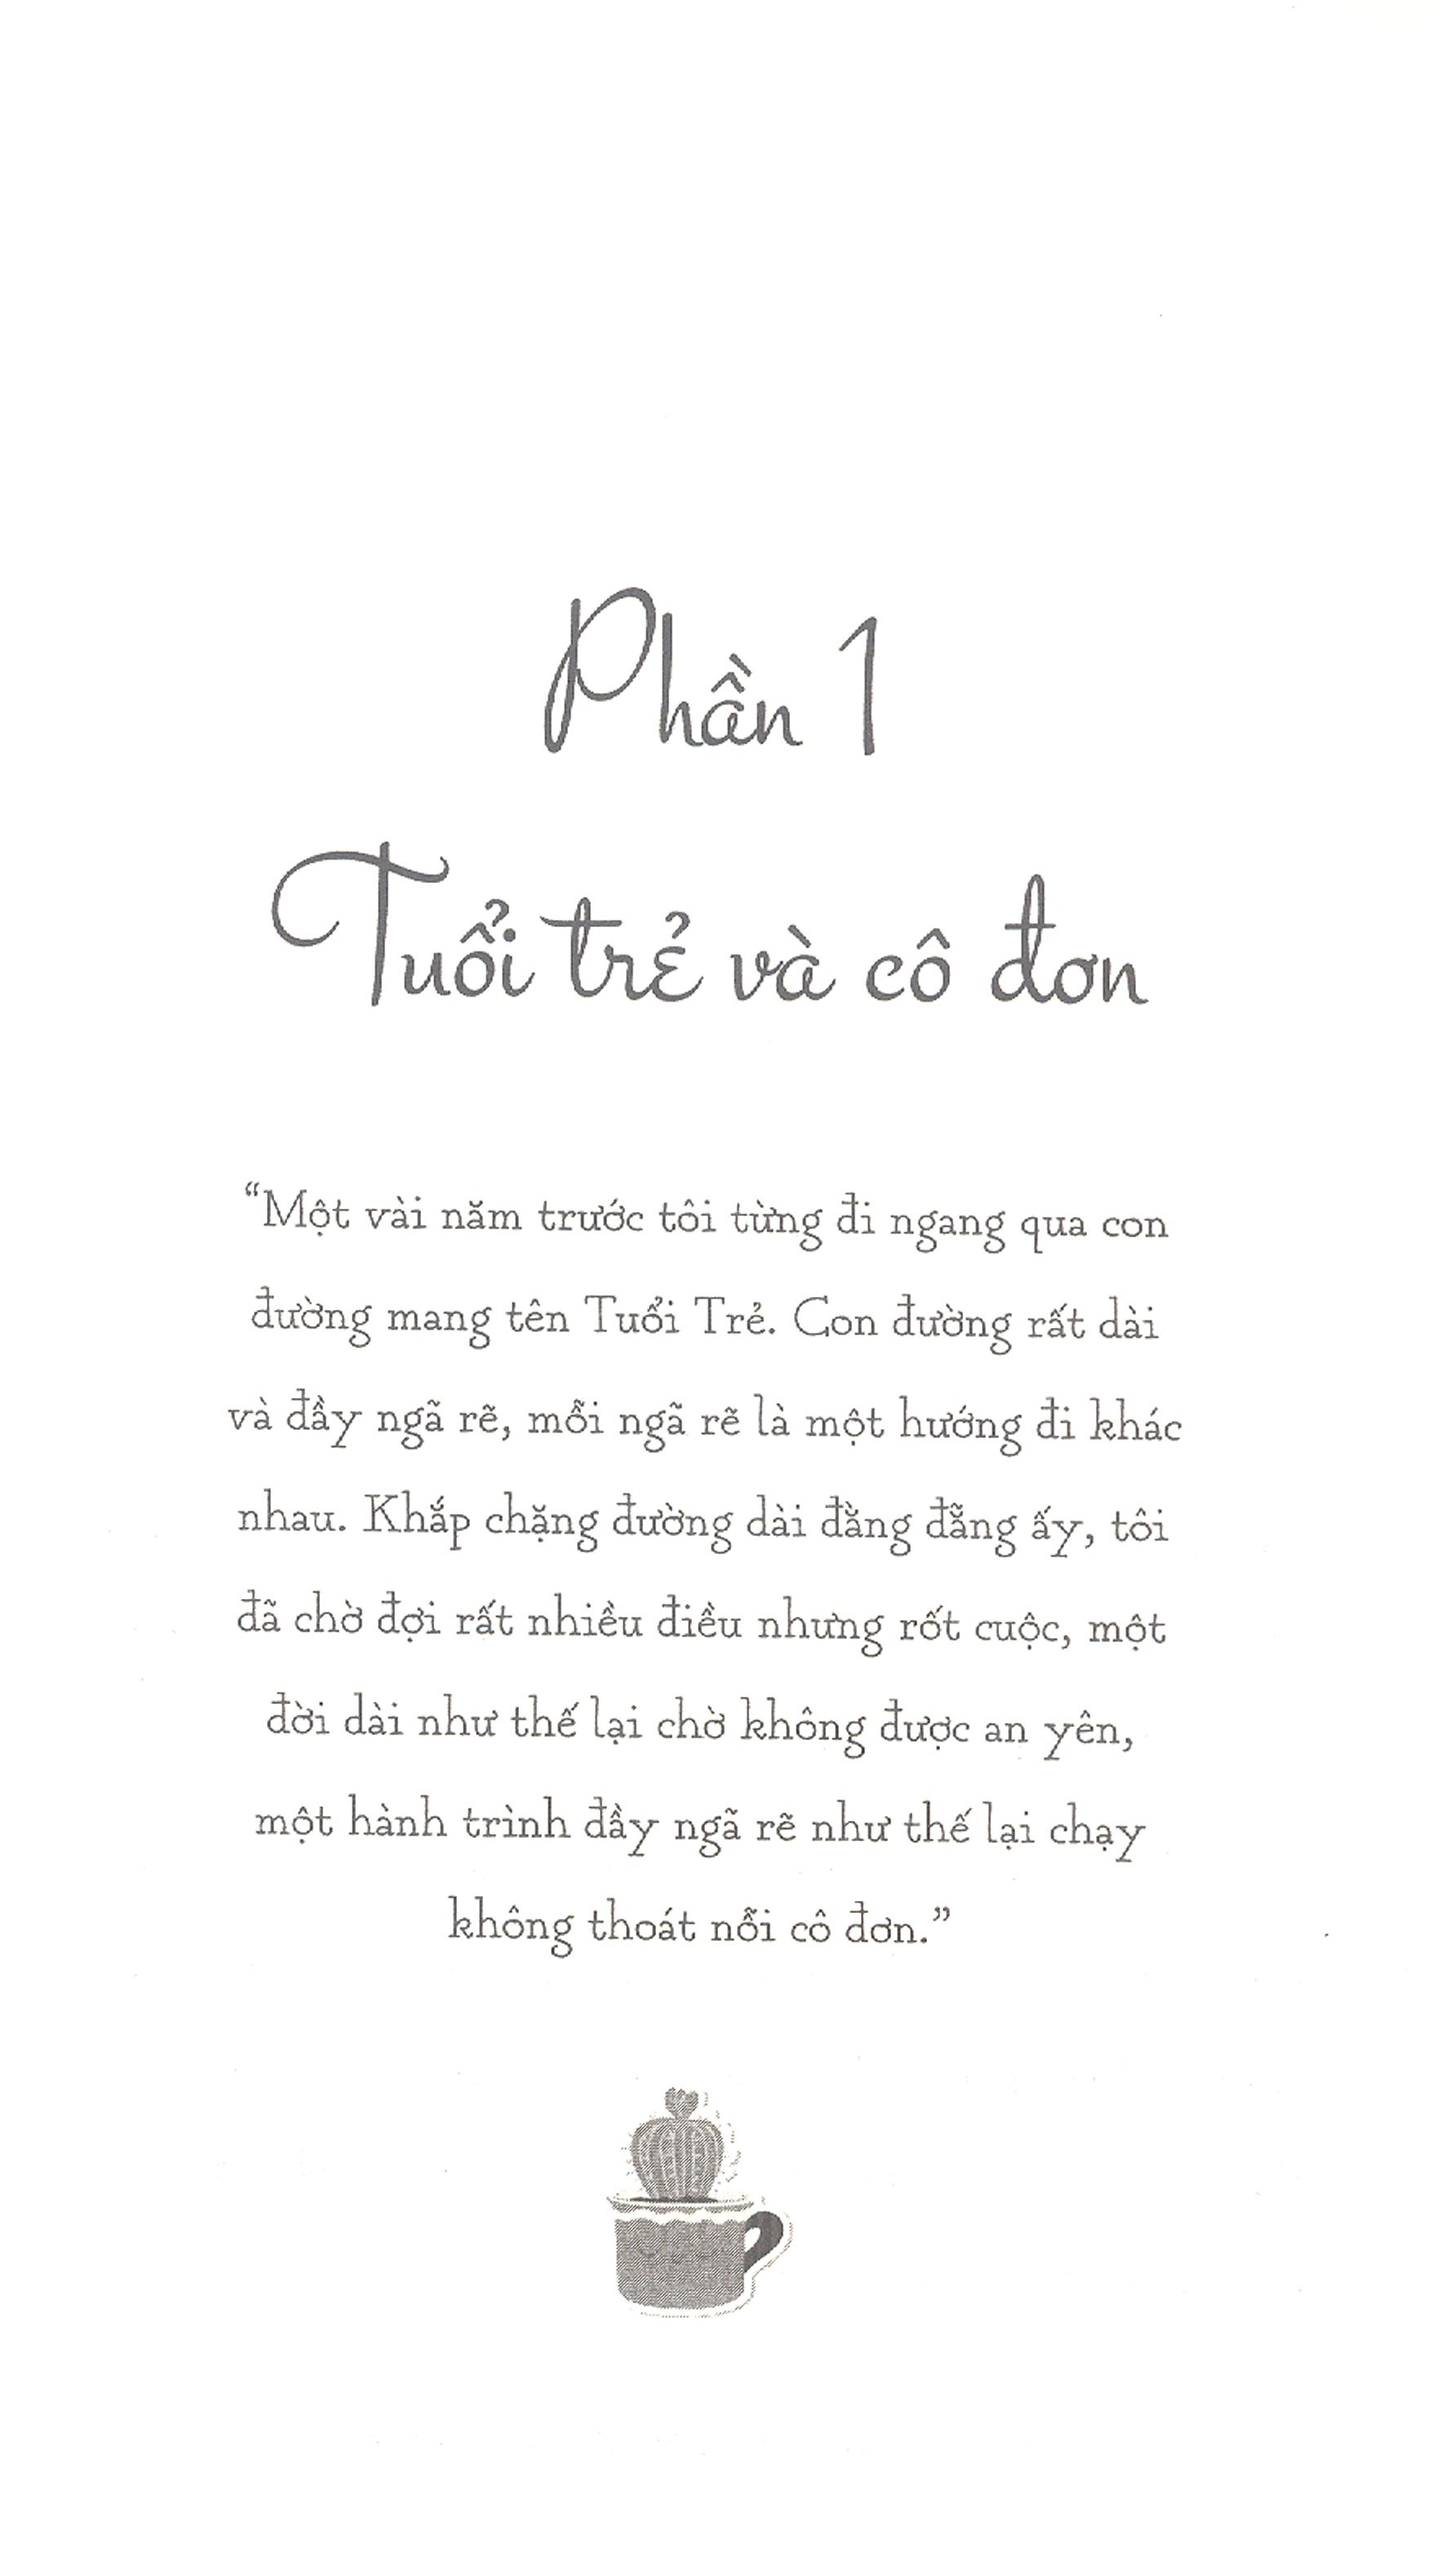 Phần 1
Tuổi trẻ và cô đơn
“Một vài năm trước tôi từng đi ngang qua con
đường mang tên Tuổi Trẻ. Con đường rất dài
và đầy ngã rẽ, mỗi ngã rẽ là một hướng đi khác
nhau. Khắp chặng đường dài đằng đẵng ấy, tôi
đã chờ đợi rất nhiều điều nhưng rốt cuộc, một
đời dài như thế lại chờ không được an yên,
một hành trình đầy ngã rẽ như thế lại chạy
không thoát nỗi cô đơn.”